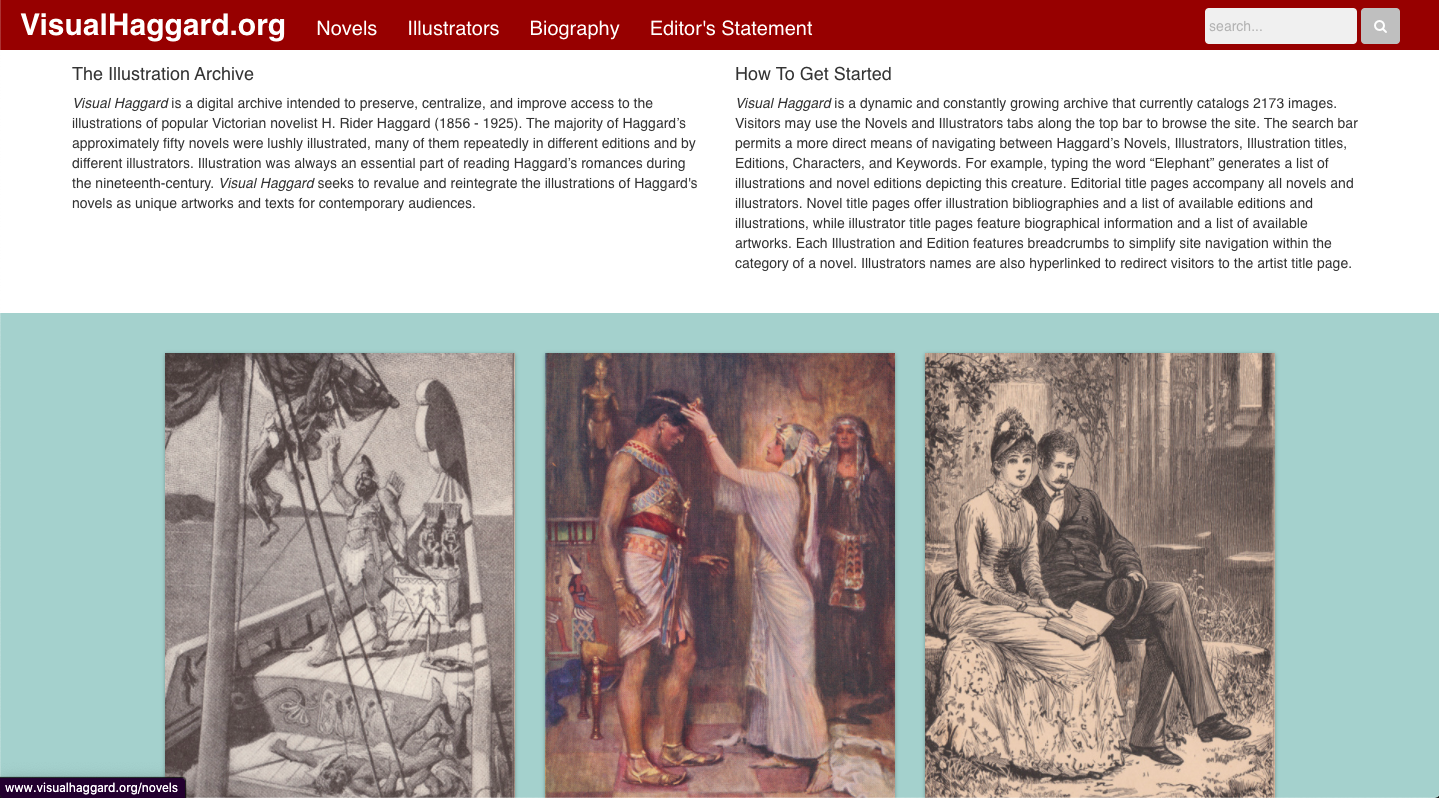 VisualHaggard.org Novels Illustrators Biography Editor's Statement search...
The Illustration Archive
Visual Haggard is a digital archive intended to preserve, centralize, and improve access to the
illustrations of popular Victorian novelist H. Rider Haggard (1856 - 1925). The majority of Haggard’s
approximately fifty novels were lushly illustrated, many of them repeatedly in different editions and by
different illustrators. Illustration was always an essential part of reading Haggard’s romances during
the nineteenth-century. Visual Haggard seeks to revalue and reintegrate the illustrations of Haggard's
novels as unique artworks and texts for contemporary audiences.
How To Get Started
Visual Haggard is a dynamic and constantly growing archive that currently catalogs 2173 images.
Visitors may use the Novels and Illustrators tabs along the top bar to browse the site. The search bar
permits a more direct means of navigating between Haggard’s Novels, Illustrators, Illustration titles,
Editions, Characters, and Keywords. For example, typing the word “Elephant” generates a list of
illustrations and novel editions depicting this creature. Editorial title pages accompany all novels and
illustrators. Novel title pages offer illustration bibliographies and a list of available editions and
illustrations, while illustrator title pages feature biographical information and a list of available
artworks. Each Illustration and Edition features breadcrumbs to simplify site navigation within the
category of a novel. Illustrators names are also hyperlinked to redirect visitors to the artist title page.
www.visualhaggard.org/novels